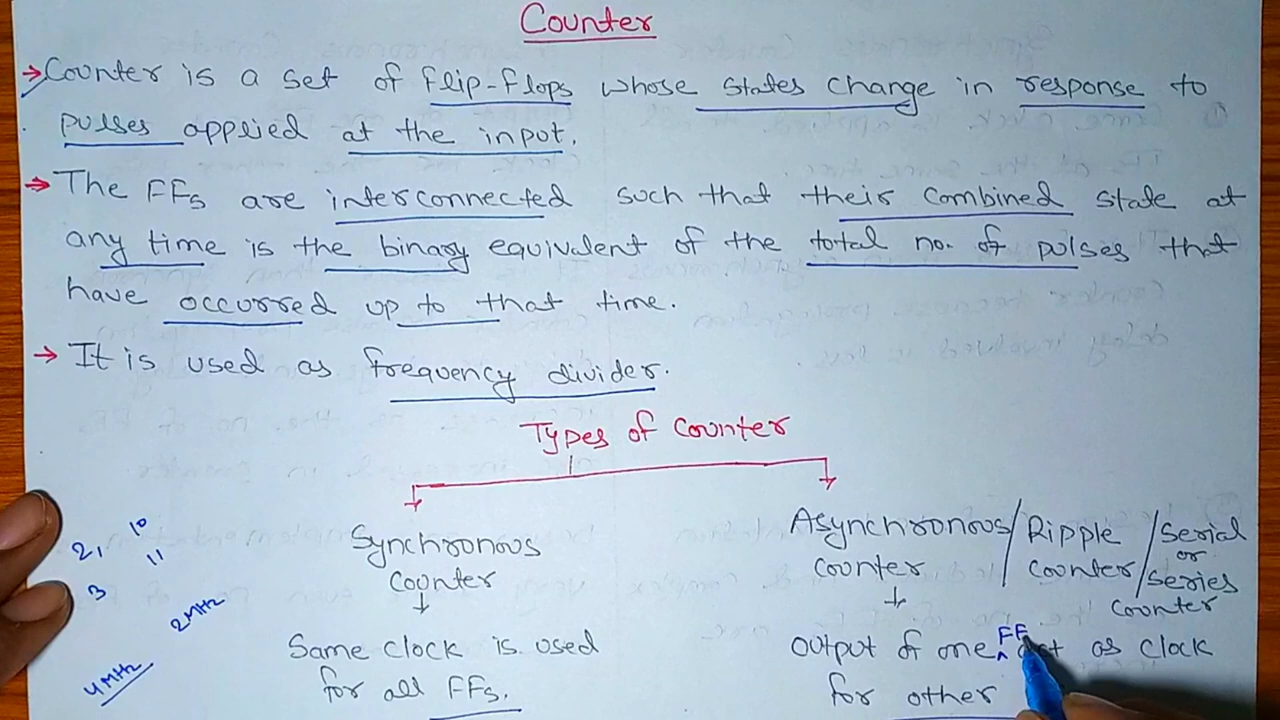 Counter
→ Counter is a set of flip-flops whose states change in response to
pulses applied at the input.
→ The FFs are interconnected such that their combined state at
any time is the binary equivalent of the total no. of pulses that
have occurred up to that time.
→ It is used as frequency divider.
Types of counter
Synchronous
counter
Same clock is used
for all FFs.
Asynchronous/ Ripple / Serial
counter / counter / or
series
counter
Output of one FF act as clock
for other
2, 10
3 11
2MHz
4MHz